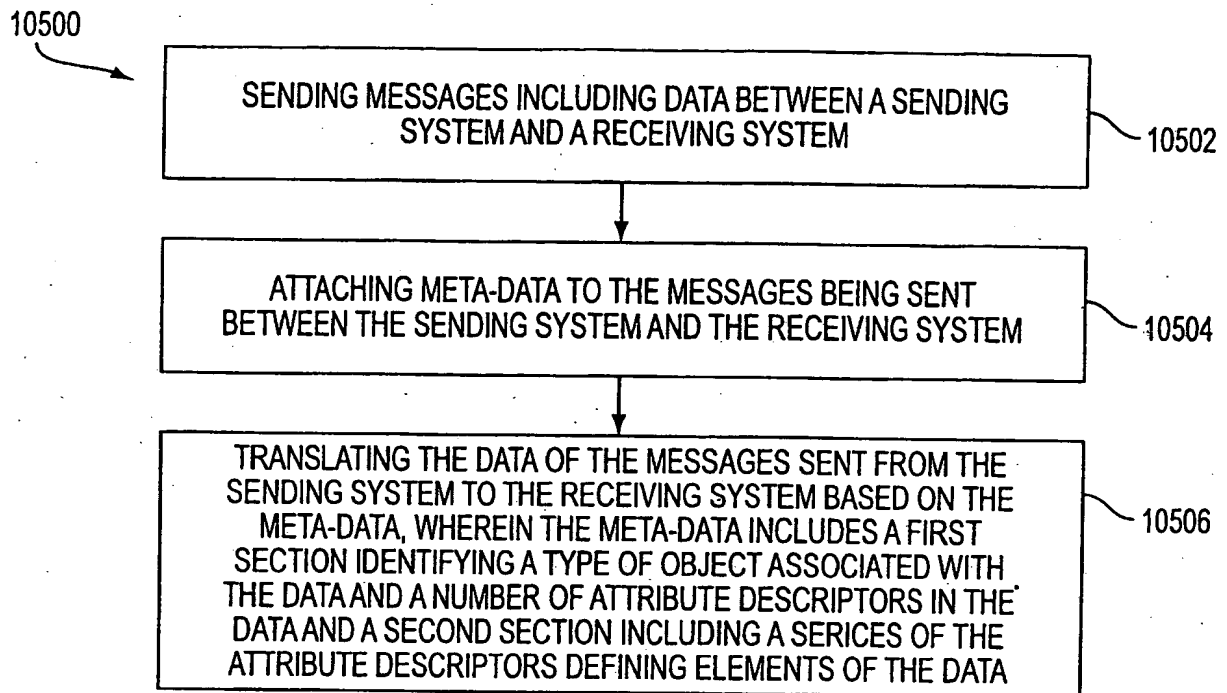 10500
SENDING MESSAGES INCLUDING DATA BETWEEN A SENDING
SYSTEM AND A RECEIVING SYSTEM
10502
ATTACHING META-DATA TO THE MESSAGES BEING SENT
BETWEEN THE SENDING SYSTEM AND THE RECEIVING SYSTEM
10504
TRANSLATING THE DATA OF THE MESSAGES SENT FROM THE
SENDING SYSTEM TO THE RECEIVING SYSTEM BASED ON THE
META-DATA, WHEREIN THE META-DATA INCLUDES A FIRST
SECTION IDENTIFYING A TYPE OF OBJECT ASSOCIATED WITH
THE DATA AND A NUMBER OF ATTRIBUTE DESCRIPTORS IN THE
DATA AND A SECOND SECTION INCLUDING A SERICES OF THE
ATTRIBUTE DESCRIPTORS DEFINING ELEMENTS OF THE DATA
10506